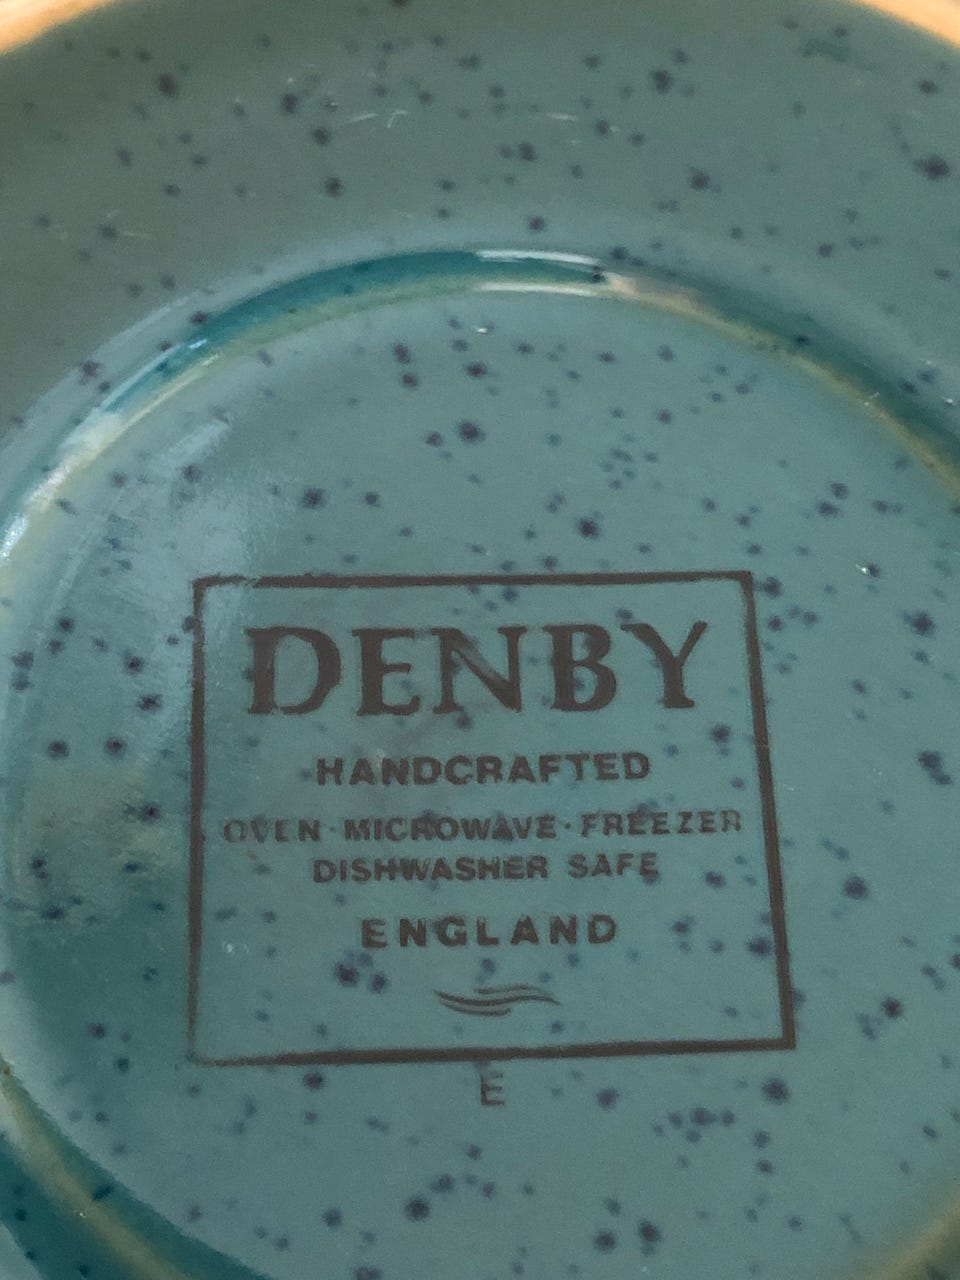 DENBY
HANDCRAFTED
OVEN · MICROWAVE · FREEZER
DISHWASHER SAFE
ENGLAND
E